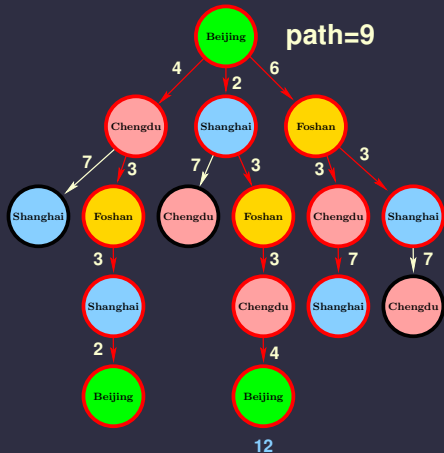 Beijing
path=9
4
2
6
Chengdu
Shanghai
Foshan
7
3
7
3
3
3
Shanghai
Foshan
Chengdu
Foshan
Chengdu
Shanghai
3
3
7
7
Shanghai
Chengdu
Shanghai
Chengdu
2
4
Beijing
Beijing
12